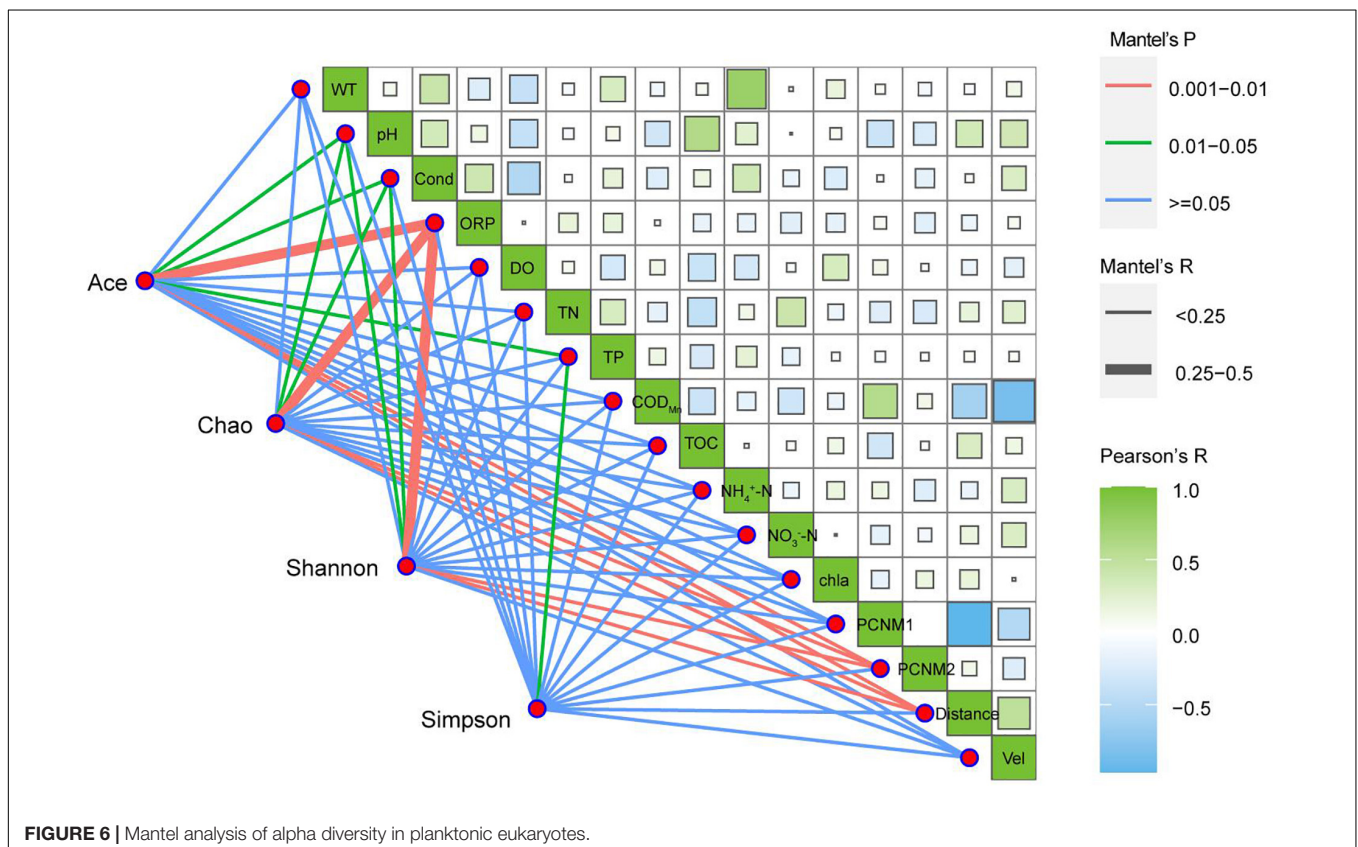 Mantel's P
0.001−0.01
0.01−0.05
>=0.05
Mantel's R
<0.25
0.25−0.5
Pearson's R
1.0
0.5
0.0
−0.5
WT
pH
Cond
ORP
DO
TN
TP
COD_Mn
TOC
NH₄⁺-N
NO₃⁻-N
chla
PCNM1
PCNM2
Distance
Vel
Ace
Chao
Shannon
Simpson
FIGURE 6 | Mantel analysis of alpha diversity in planktonic eukaryotes.